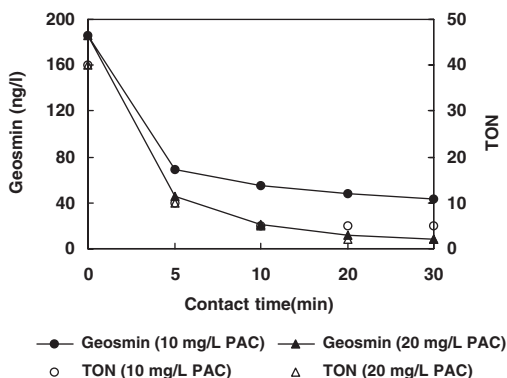 200
160
120
80
40
0
Geosmin (ng/l)
50
40
30
20
10
0
TON
0 5 10 20 30
Contact time(min)
Geosmin (10 mg/L PAC) Geosmin (20 mg/L PAC)
TON (10 mg/L PAC) TON (20 mg/L PAC)